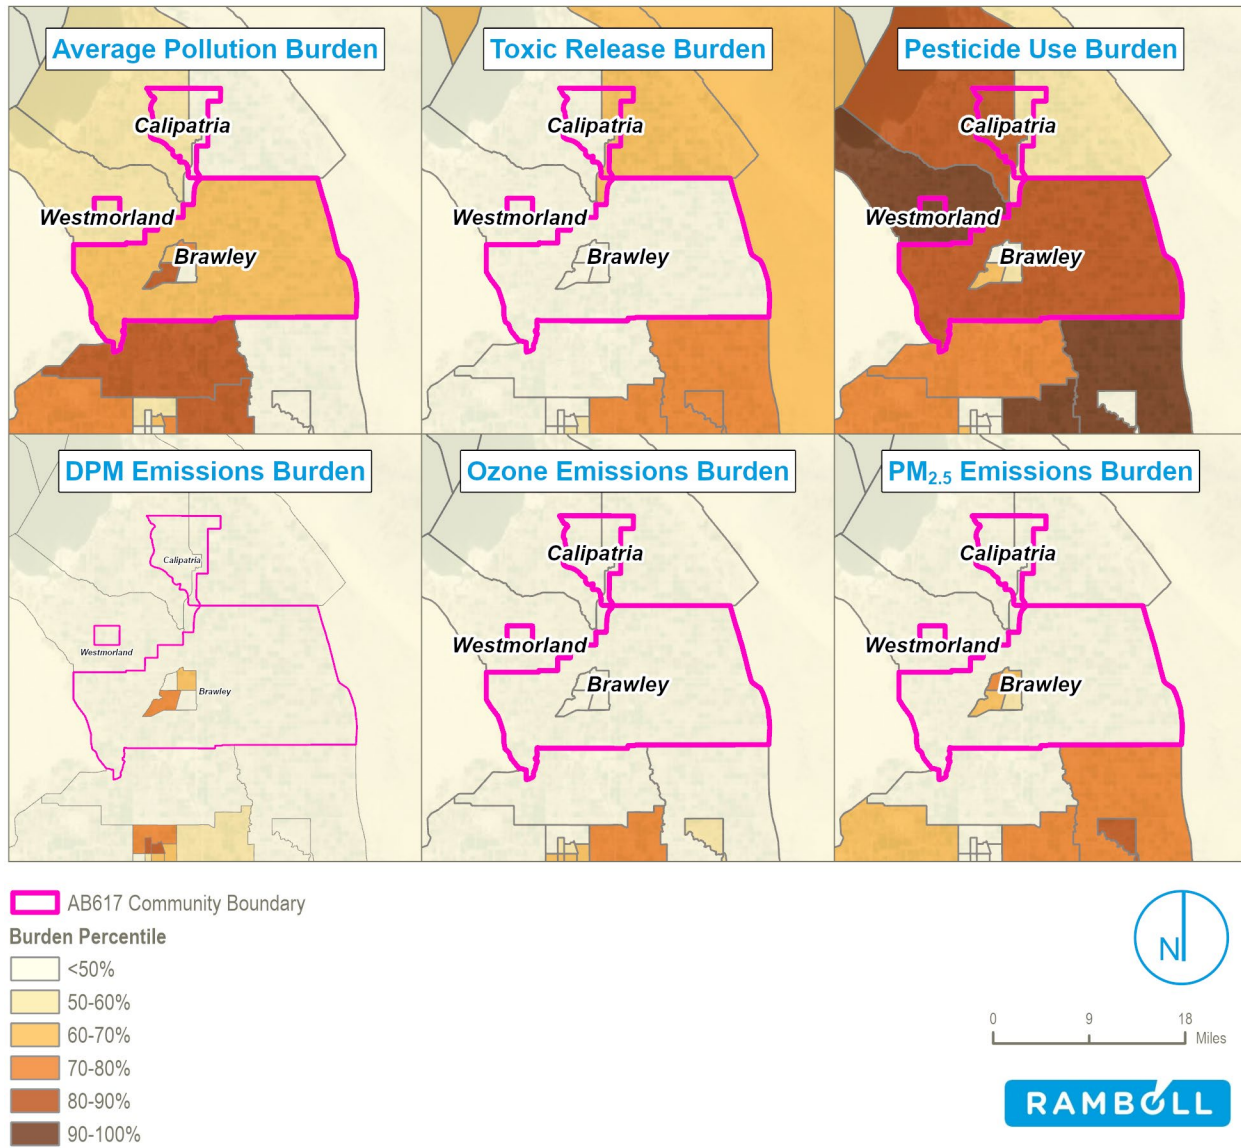 Average Pollution Burden
Calipatria
Westmorland
Brawley
Toxic Release Burden
Calipatria
Westmorland
Brawley
Pesticide Use Burden
Calipatria
Westmorland
Brawley
DPM Emissions Burden
Calipatria
Westmorland
Brawley
Ozone Emissions Burden
Calipatria
Westmorland
Brawley
PM2.5 Emissions Burden
Calipatria
Westmorland
Brawley
AB617 Community Boundary
Burden Percentile
<50%
50-60%
60-70%
70-80%
80-90%
90-100%
N
0 9 18
Miles
RAMBOLL